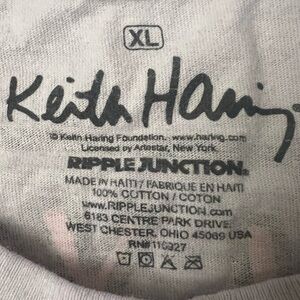 XL
Keith Haring
© Keith Haring Foundation. www.haring.com
Licensed by Artestar, New York.
RIPPLE JUNCTION®
MADE IN HAITI / FABRIQUE EN HAITI
100% COTTON / COTON
www.RIPPLEJUNCTION.com
6183 CENTRE PARK DRIVE
WEST CHESTER, OHIO 45069 USA
RN# 116927